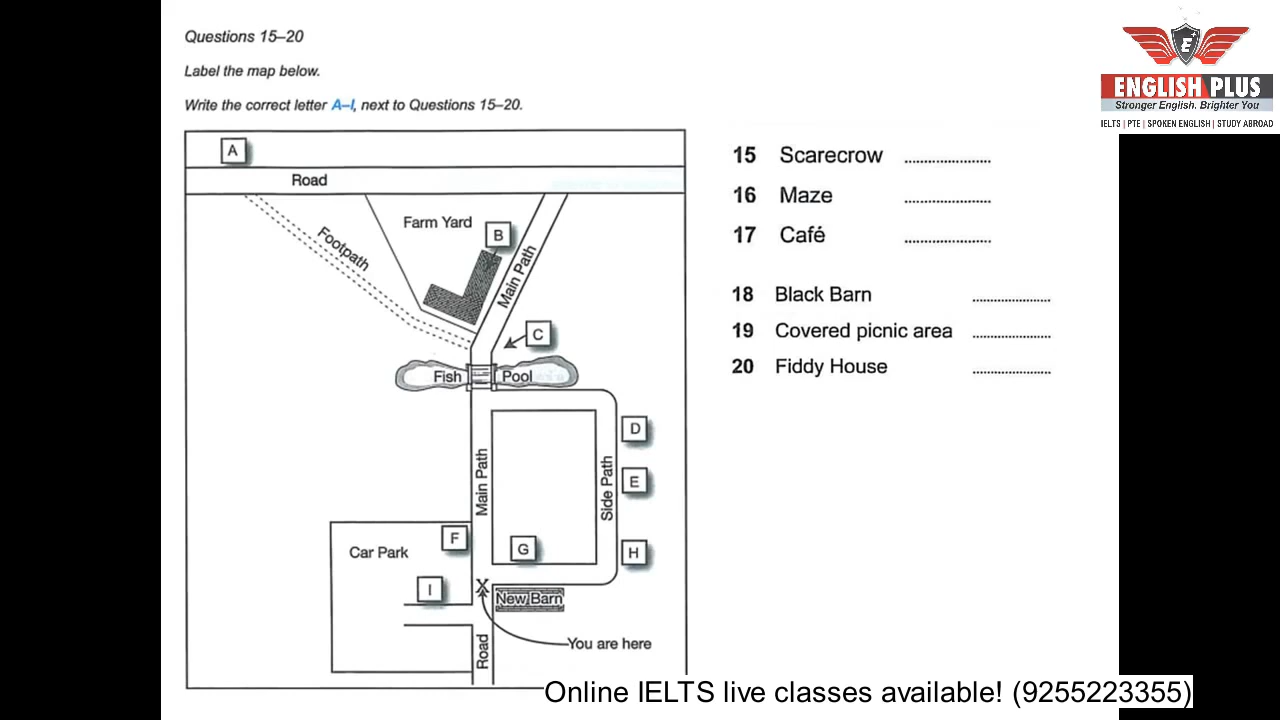 Questions 15–20
Label the map below.
Write the correct letter A–I, next to Questions 15–20.
A
Road
Footpath
Farm Yard
B
Main Path
C
Fish
Pool
D
Main Path
Side Path
E
F
Car Park
G
H
I
X
New Barn
You are here
Road
15 Scarecrow ......................
16 Maze ......................
17 Café ......................
18 Black Barn ....................
19 Covered picnic area ....................
20 Fiddy House ....................
E
ENGLISH PLUS
Stronger English. Brighter You
IELTS | PTE | SPOKEN ENGLISH | STUDY ABROAD
Online IELTS live classes available! (9255223355)